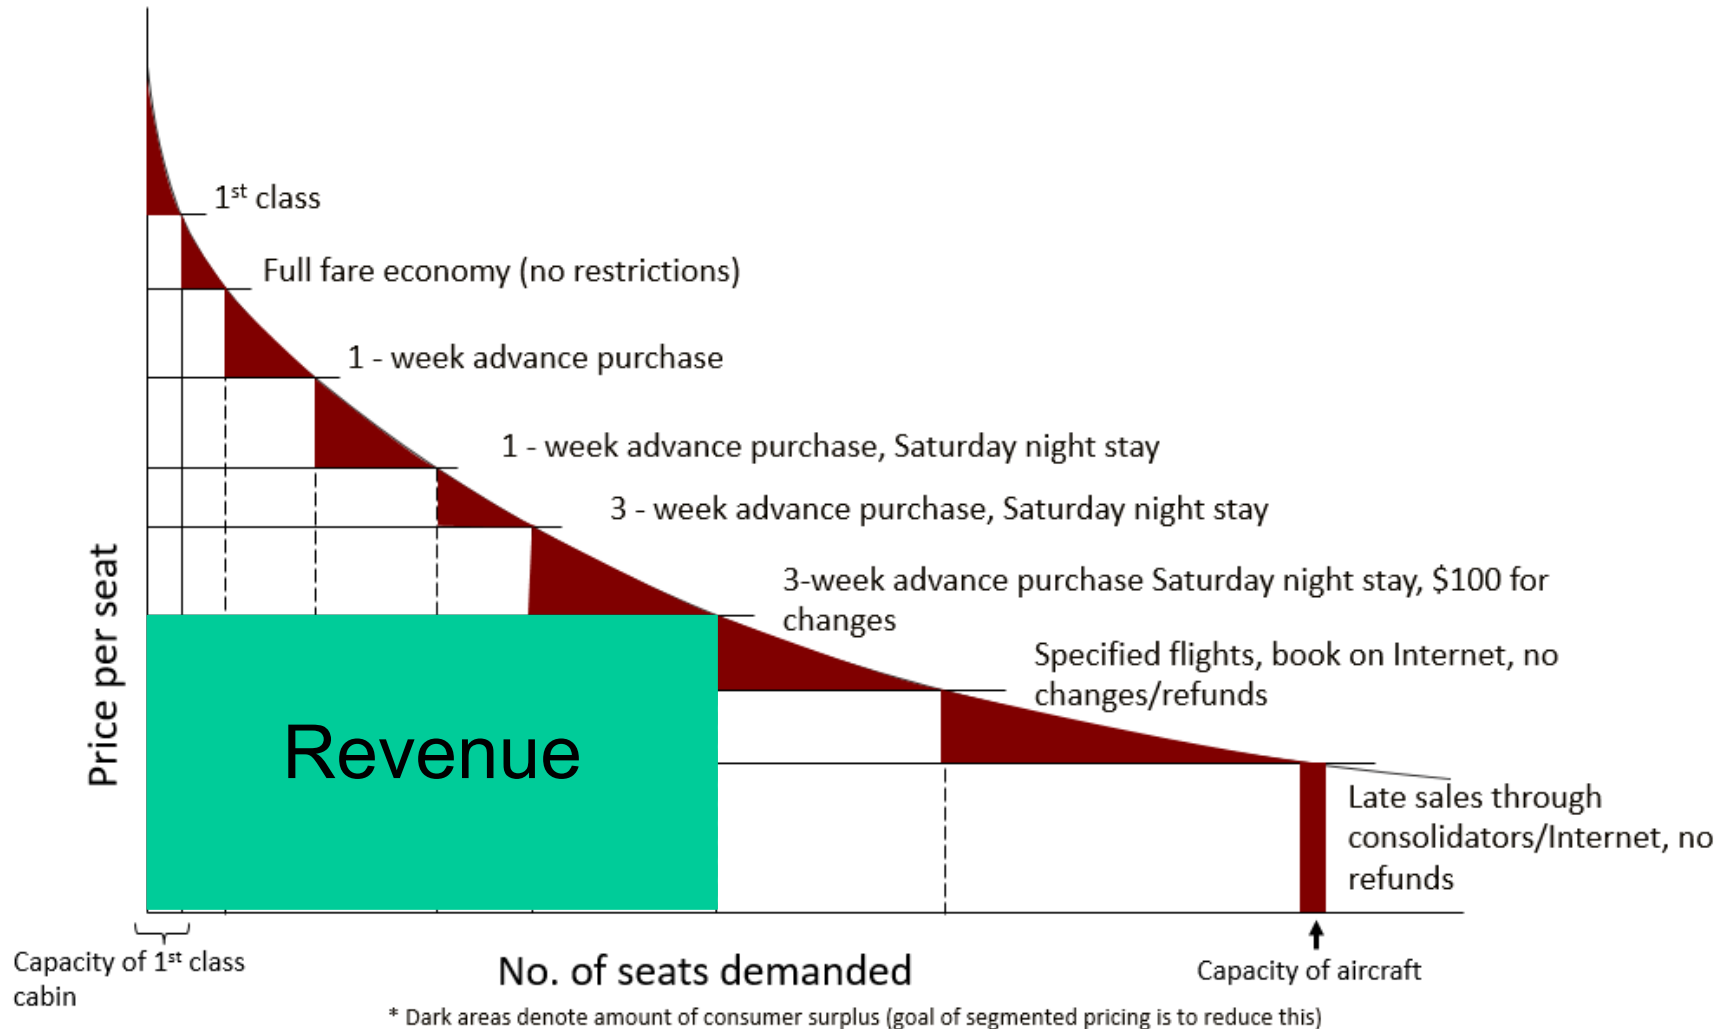 1st class
Full fare economy (no restrictions)
1 - week advance purchase
1 - week advance purchase, Saturday night stay
3 - week advance purchase, Saturday night stay
3-week advance purchase Saturday night stay, $100 for
changes
Specified flights, book on Internet, no
changes/refunds
Price per seat
Revenue
Late sales through
consolidators/Internet, no
refunds
Capacity of 1st class
cabin
No. of seats demanded
Capacity of aircraft
* Dark areas denote amount of consumer surplus (goal of segmented pricing is to reduce this)